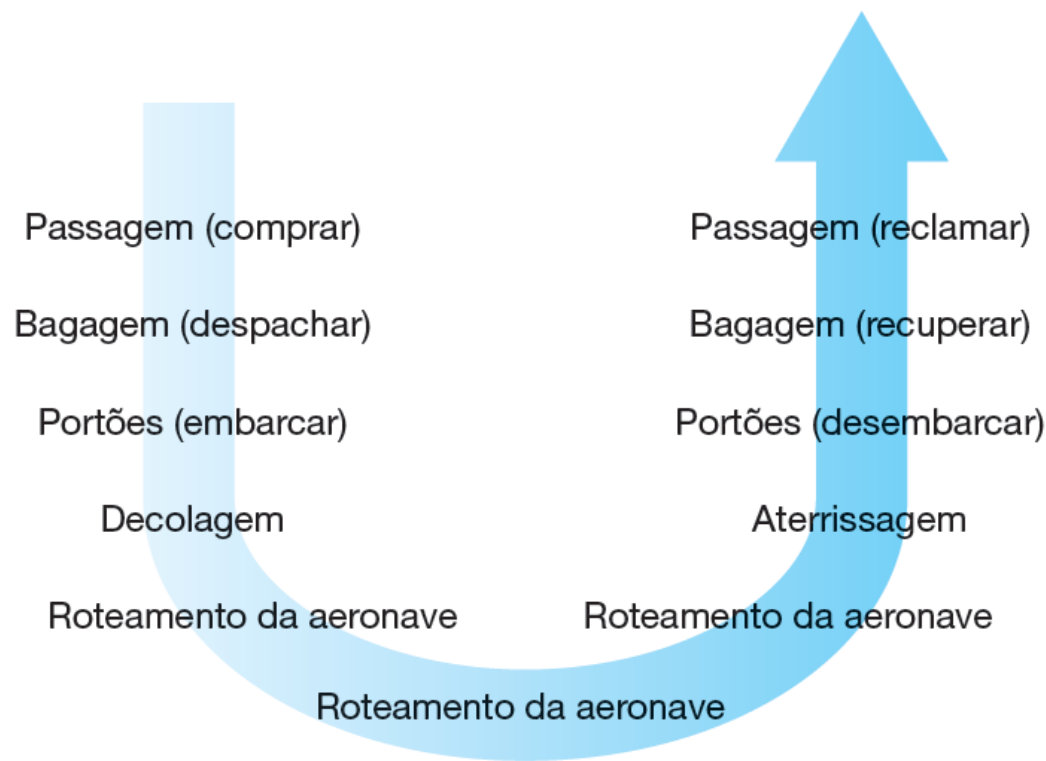 Passagem (comprar)
Bagagem (despachar)
Portões (embarcar)
Decolagem
Roteamento da aeronave
Roteamento da aeronave
Roteamento da aeronave
Aterrissagem
Portões (desembarcar)
Bagagem (recuperar)
Passagem (reclamar)